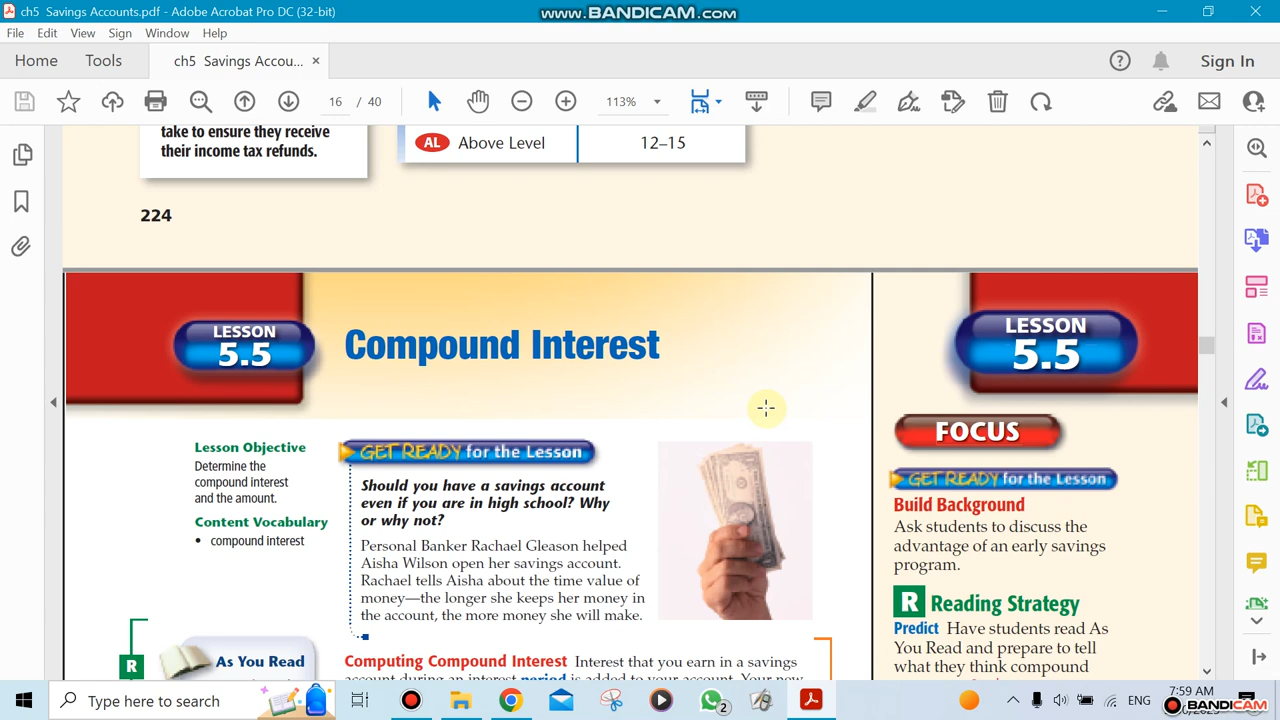 ch5 Savings Accounts.pdf - Adobe Acrobat Pro DC (32-bit)
www.BANDICAM.com
File Edit View Sign Window Help
Home Tools ch5 Savings Accou... × Sign In
16 / 40 113%
take to ensure they receive
their income tax refunds.
AL Above Level 12–15
224
LESSON
5.5
Compound Interest
LESSON
5.5
Lesson Objective
Determine the
compound interest
and the amount.
Content Vocabulary
• compound interest
GET READY for the Lesson
Should you have a savings account
even if you are in high school? Why
or why not?
Personal Banker Rachael Gleason helped
Aisha Wilson open her savings account.
Rachael tells Aisha about the time value of
money—the longer she keeps her money in
the account, the more money she will make.
R
As You Read
Computing Compound Interest Interest that you earn in a savings
account during an interest period is added to your account. Your new
FOCUS
GET READY for the Lesson
Build Background
Ask students to discuss the
advantage of an early savings
program.
R Reading Strategy
Predict Have students read As
You Read and prepare to tell
what they think compound
Type here to search
2
ENG
7:59 AM
BANDICAM